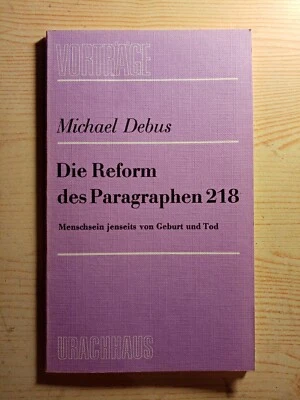 VORTRÄGE
Michael Debus
Die Reform
des Paragraphen 218
Menschsein jenseits von Geburt und Tod
URACHHAUS